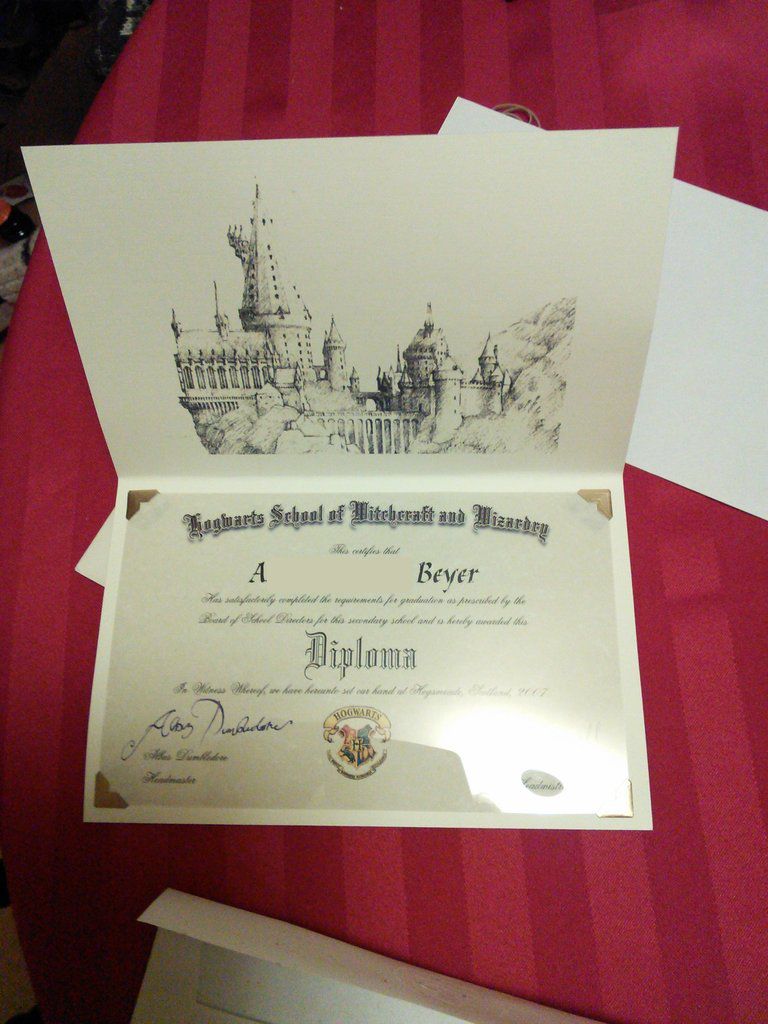 Hogwarts School of Witchcraft and Wizardry
This certifies that
A Beyer
Has satisfactorily completed the requirements for graduation as prescribed by the
Board of School Directors for this secondary school and is hereby awarded this
Diploma
In Witness Whereof, we have hereunto set our hand at Hogsmeade, Scotland, 2007
Albus Dumbledore
Albus Dumbledore
Headmaster
HOGWARTS